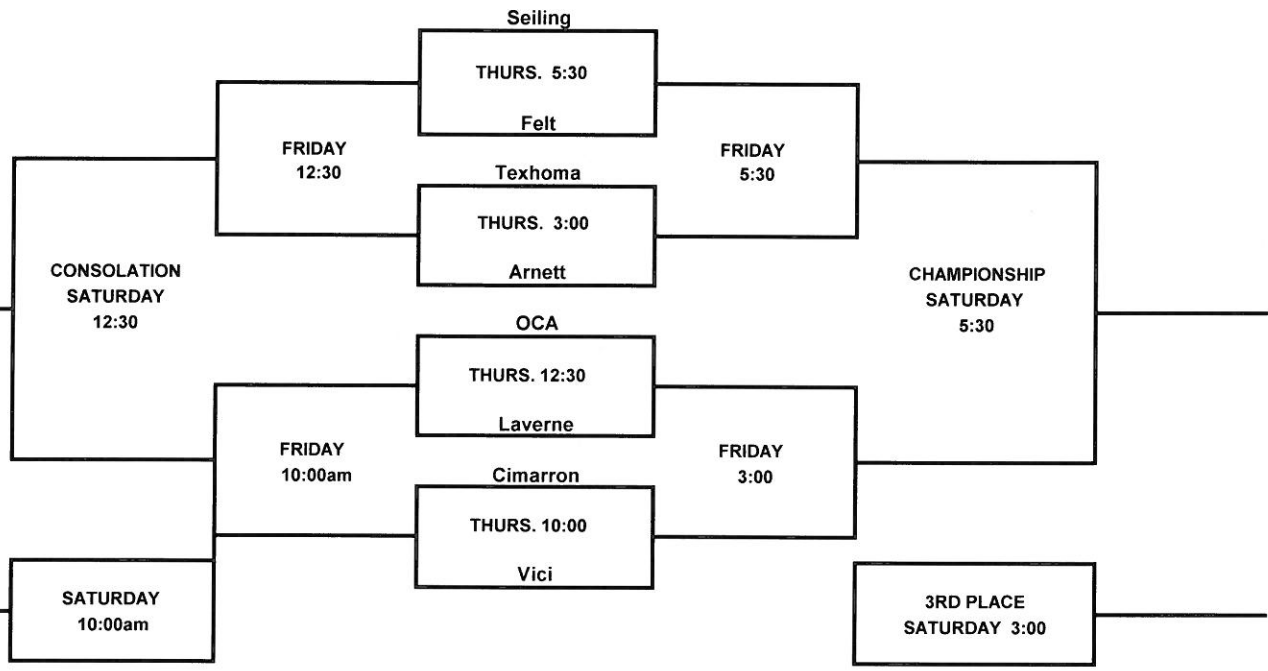 Seiling
THURS. 5:30
Felt
FRIDAY
12:30
FRIDAY
5:30
Texhoma
THURS. 3:00
Arnett
CONSOLATION
SATURDAY
12:30
CHAMPIONSHIP
SATURDAY
5:30
OCA
THURS. 12:30
Laverne
FRIDAY
10:00am
FRIDAY
3:00
Cimarron
THURS. 10:00
Vici
SATURDAY
10:00am
3RD PLACE
SATURDAY 3:00